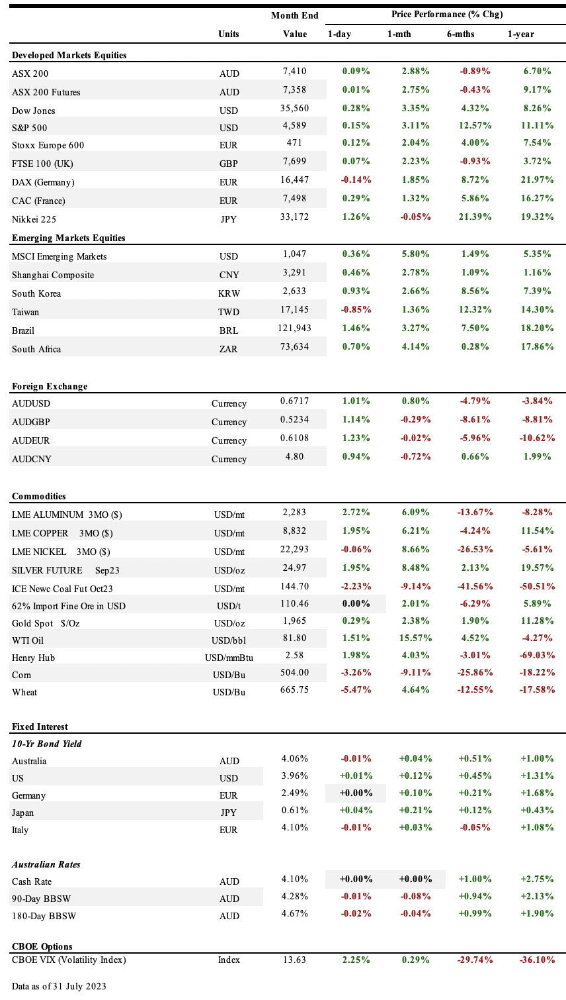 Month End Price Performance (% Chg)
Units Value 1-day 1-mth 6-mths 1-year
Developed Markets Equities
ASX 200 AUD 7,410 0.09% 2.88% -0.89% 6.70%
ASX 200 Futures AUD 7,358 0.01% 2.75% -0.43% 9.17%
Dow Jones USD 35,560 0.28% 3.35% 4.32% 8.26%
S&P 500 USD 4,589 0.15% 3.11% 12.57% 11.11%
Stoxx Europe 600 EUR 471 0.12% 2.04% 4.00% 7.54%
FTSE 100 (UK) GBP 7,699 0.07% 2.23% -0.93% 3.72%
DAX (Germany) EUR 16,447 -0.14% 1.85% 8.72% 21.97%
CAC (France) EUR 7,498 0.29% 1.32% 5.86% 16.27%
Nikkei 225 JPY 33,172 1.26% -0.05% 21.39% 19.32%
Emerging Markets Equities
MSCI Emerging Markets USD 1,047 0.36% 5.80% 1.49% 5.35%
Shanghai Composite CNY 3,291 0.46% 2.78% 1.09% 1.16%
South Korea KRW 2,633 0.93% 2.66% 8.56% 7.39%
Taiwan TWD 17,145 -0.85% 1.36% 12.32% 14.30%
Brazil BRL 121,943 1.46% 3.27% 7.50% 18.20%
South Africa ZAR 73,634 0.70% 4.14% 0.28% 17.86%
Foreign Exchange
AUDUSD Currency 0.6717 1.01% 0.80% -4.79% -3.84%
AUDGBP Currency 0.5234 1.14% -0.29% -8.61% -8.81%
AUDEUR Currency 0.6108 1.23% -0.02% -5.96% -10.62%
AUDCNY Currency 4.80 0.94% -0.72% 0.66% 1.99%
Commodities
LME ALUMINUM 3MO ($) USD/mt 2,283 2.72% 6.09% -13.67% -8.28%
LME COPPER 3MO ($) USD/mt 8,832 1.95% 6.21% -4.24% 11.54%
LME NICKEL 3MO ($) USD/mt 22,293 -0.06% 8.66% -26.53% -5.61%
SILVER FUTURE Sep23 USD/oz 24.97 1.95% 8.48% 2.13% 19.57%
ICE Newc Coal Fut Oct23 USD/mt 144.70 -2.23% -9.14% -41.56% -50.51%
62% Import Fine Ore in USD USD/t 110.46 0.00% 2.01% -6.29% 5.89%
Gold Spot $/Oz USD/oz 1,965 0.29% 2.38% 1.90% 11.28%
WTI Oil USD/bbl 81.80 1.51% 15.57% 4.52% -4.27%
Henry Hub USD/mmBtu 2.58 1.98% 4.03% -3.01% -69.03%
Corn USD/Bu 504.00 -3.26% -9.11% -25.86% -18.22%
Wheat USD/Bu 665.75 -5.47% 4.64% -12.55% -17.58%
Fixed Interest
10-Yr Bond Yield
Australia AUD 4.06% -0.01% +0.04% +0.51% +1.00%
US USD 3.96% +0.01% +0.12% +0.45% +1.31%
Germany EUR 2.49% +0.00% +0.10% +0.21% +1.68%
Japan JPY 0.61% +0.04% +0.21% +0.12% +0.43%
Italy EUR 4.10% -0.01% +0.03% -0.05% +1.08%
Australian Rates
Cash Rate AUD 4.10% +0.00% +0.00% +1.00% +2.75%
90-Day BBSW AUD 4.28% -0.01% -0.08% +0.94% +2.13%
180-Day BBSW AUD 4.67% -0.02% -0.04% +0.99% +1.90%
CBOE Options
CBOE VIX (Volatility Index) Index 13.63 2.25% 0.29% -29.74% -36.10%
Data as of 31 July 2023